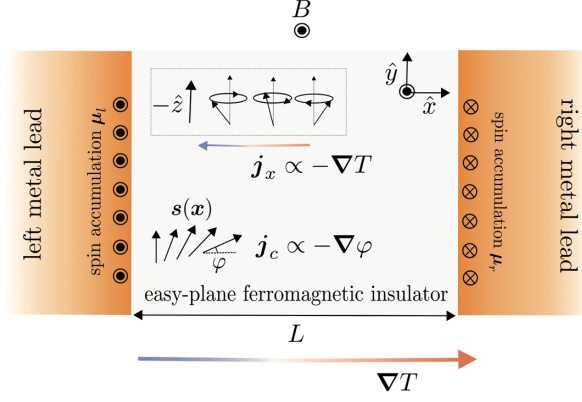 B
left metal lead
spin accumulation μ_l
−ẑ
j_x ∝ −∇T
ŷ
x̂
s(x)
φ
j_c ∝ −∇φ
easy-plane ferromagnetic insulator
spin accumulation μ_r
right metal lead
L
∇T